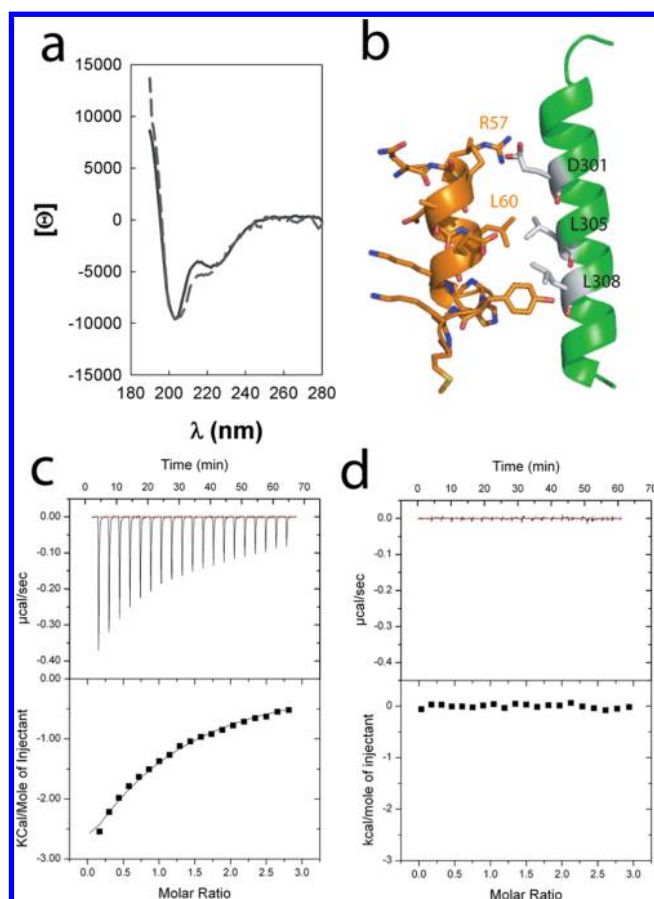 a
[Θ]
15000
10000
5000
0
-5000
-10000
-15000
180 200 220 240 260 280
λ (nm)
b
R57
D301
L60
L305
L308
c
Time (min)
0 10 20 30 40 50 60 70
µcal/sec
0.00
-0.10
-0.20
-0.30
-0.40
0.00
KCal/Mole of Injectant
-1.00
-2.00
-3.00
0.0 0.5 1.0 1.5 2.0 2.5 3.0
Molar Ratio
d
Time (min)
0 10 20 30 40 50 60
µcal/sec
0.0
-0.1
-0.2
-0.3
-0.4
kcal/mole of injectant
0
-1
-2
-3
0.0 0.5 1.0 1.5 2.0 2.5 3.0
Molar Ratio